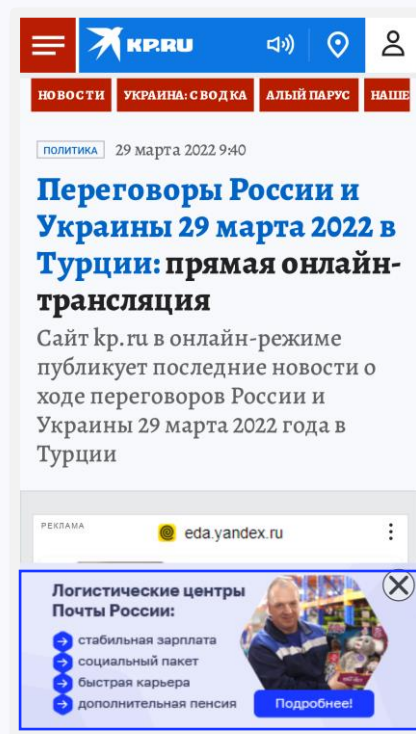 KP.RU
НОВОСТИ УКРАИНА: СВОДКА АЛЫЙ ПАРУС НАШЕ
ПОЛИТИКА 29 марта 2022 9:40
Переговоры России и
Украины 29 марта 2022 в
Турции: прямая онлайн-
трансляция
Сайт kp.ru в онлайн-режиме
публикует последние новости о
ходе переговоров России и
Украины 29 марта 2022 года в
Турции
РЕКЛАМА
eda.yandex.ru
Логистические центры
Почты России:
стабильная зарплата
социальный пакет
быстрая карьера
дополнительная пенсия
Подробнее!